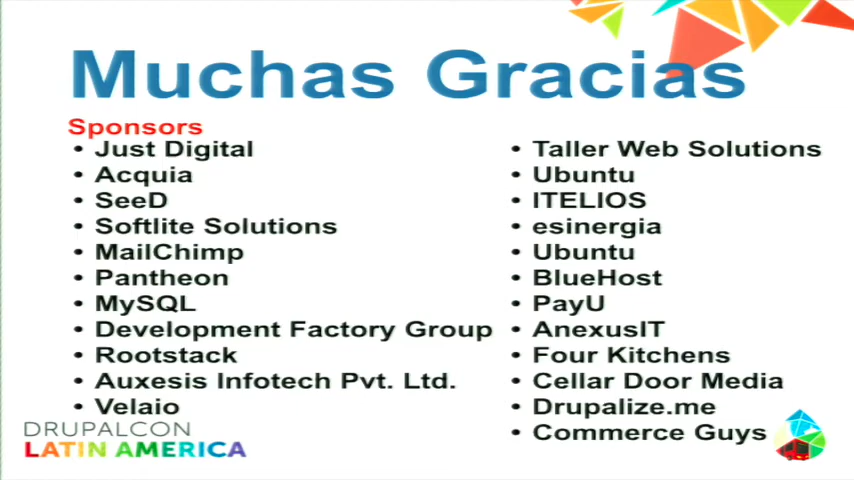 Muchas Gracias
Sponsors
• Just Digital
• Acquia
• SeeD
• Softlite Solutions
• MailChimp
• Pantheon
• MySQL
• Development Factory Group
• Rootstack
• Auxesis Infotech Pvt. Ltd.
• Velaio
• Taller Web Solutions
• Ubuntu
• ITELIOS
• esinergia
• Ubuntu
• BlueHost
• PayU
• AnexusIT
• Four Kitchens
• Cellar Door Media
• Drupalize.me
• Commerce Guys
DRUPALCON
LATIN AMERICA